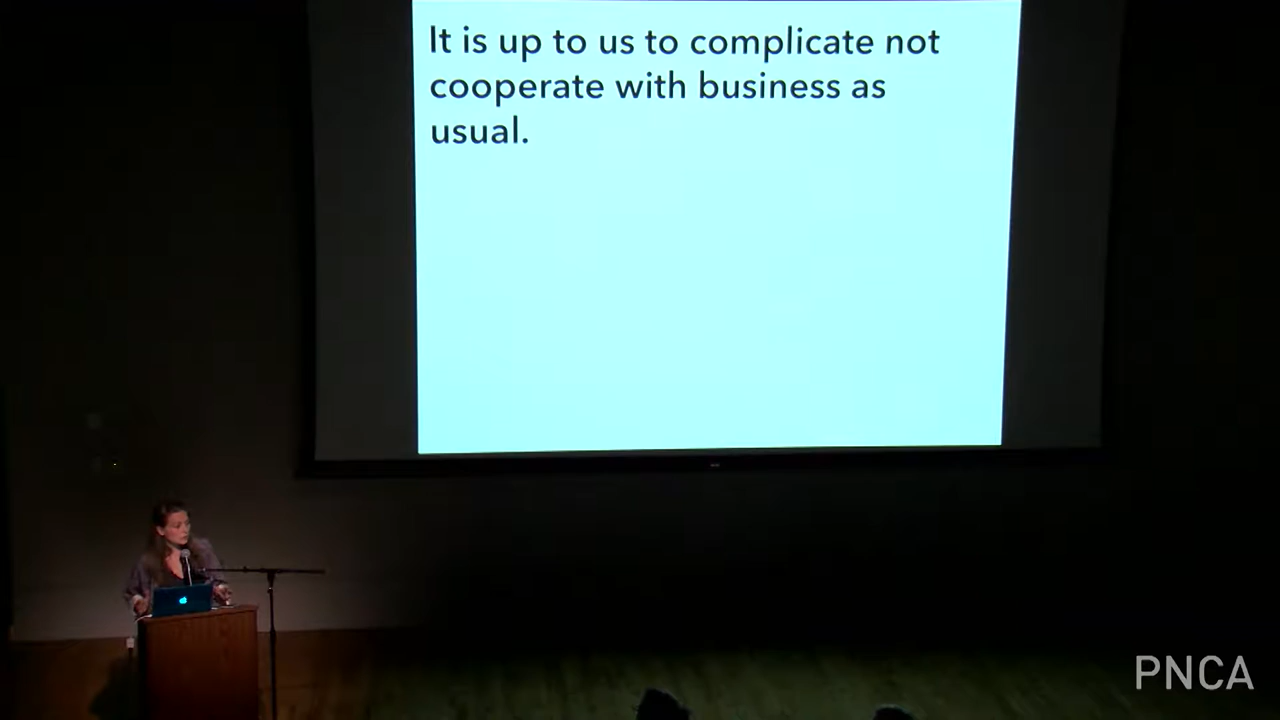 It is up to us to complicate not
cooperate with business as
usual.
PNCA